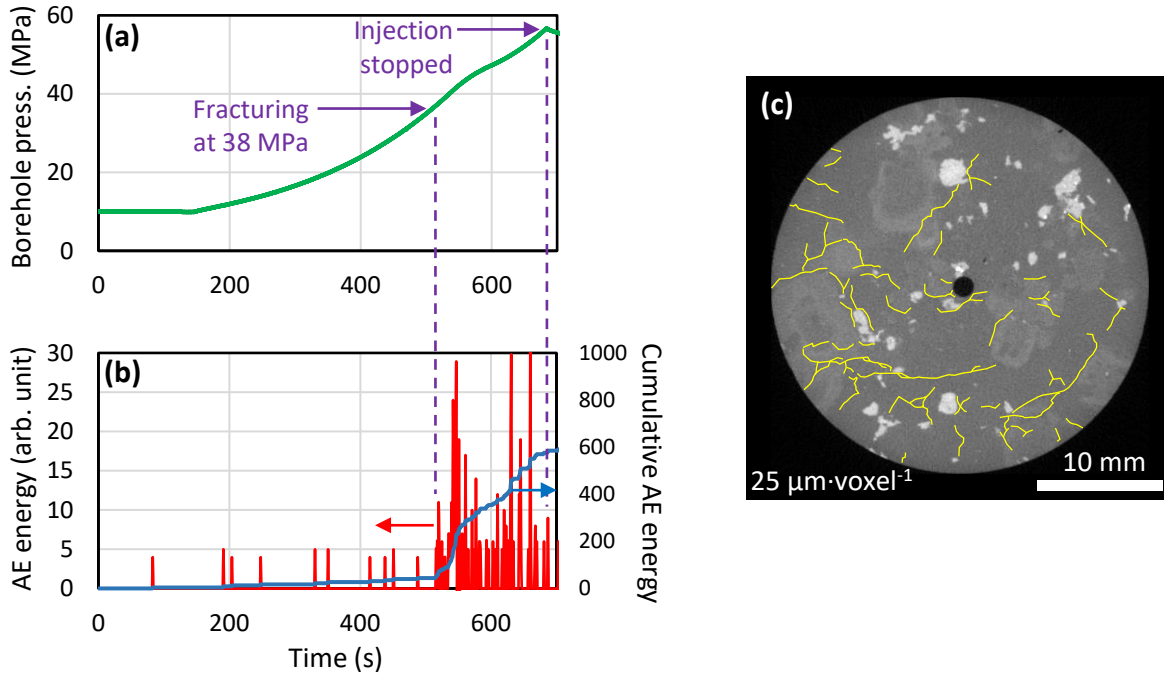 (a)
Borehole press. (MPa)
60
40
20
0
Injection
stopped
Fracturing
at 38 MPa
0
200
400
600
(b)
AE energy (arb. unit)
30
25
20
15
10
5
0
1000
800
600
400
200
0
Cumulative AE energy
0
200
400
600
Time (s)
(c)
10 mm
25 µm·voxel⁻¹